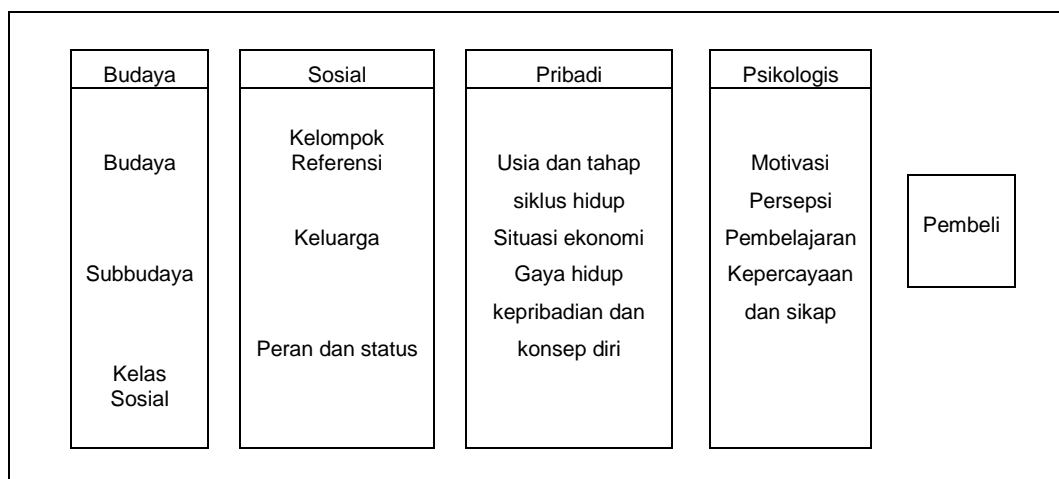 Budaya
Budaya
Subbudaya
Kelas
Sosial
Sosial
Kelompok
Referensi
Keluarga
Peran dan status
Pribadi
Usia dan tahap
siklus hidup
Situasi ekonomi
Gaya hidup
kepribadian dan
konsep diri
Psikologis
Motivasi
Persepsi
Pembelajaran
Kepercayaan
dan sikap
Pembeli